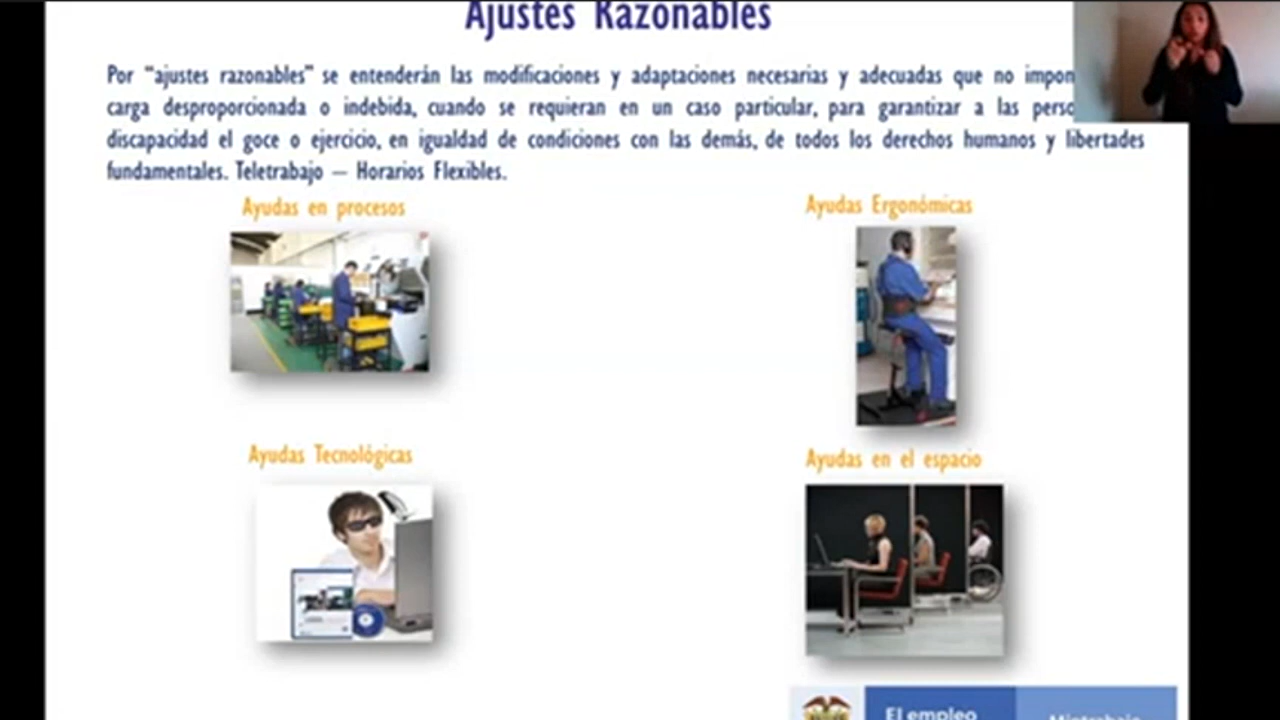 Ajustes Razonables
Por “ajustes razonables” se entenderán las modificaciones y adaptaciones necesarias y adecuadas que no impon
carga desproporcionada o indebida, cuando se requieran en un caso particular, para garantizar a las perso
discapacidad el goce o ejercicio, en igualdad de condiciones con las demás, de todos los derechos humanos y libertades
fundamentales. Teletrabajo – Horarios Flexibles.
Ayudas en procesos
Ayudas Ergonómicas
Ayudas Tecnológicas
Ayudas en el espacio
El empleo
Mintrabajo